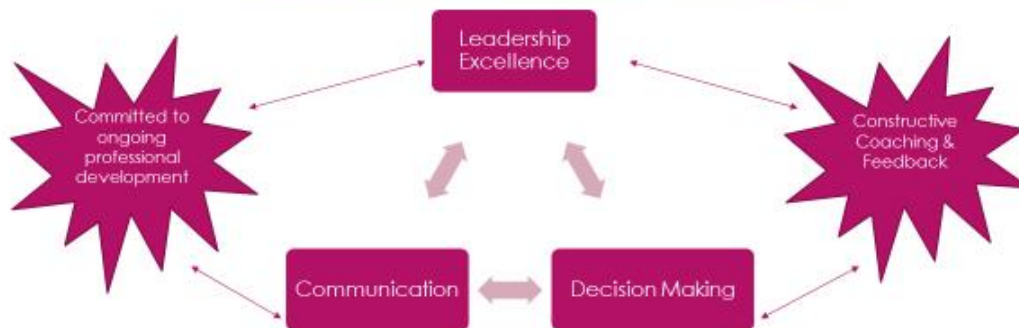 Leadership
Excellence
Committed to
ongoing
professional
development
Constructive
Coaching &
Feedback
Communication
Decision Making